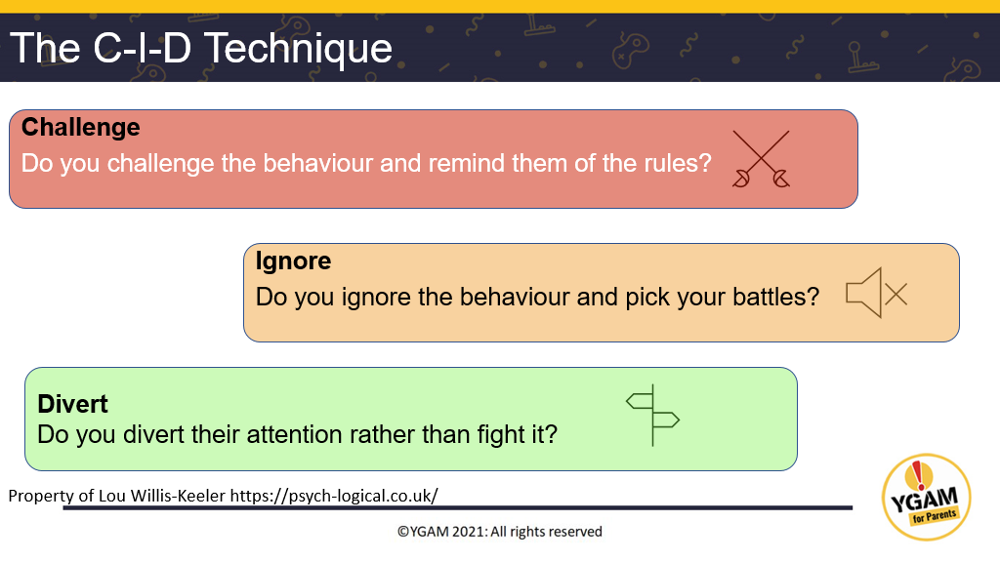 The C-I-D Technique
Challenge
Do you challenge the behaviour and remind them of the rules?
Ignore
Do you ignore the behaviour and pick your battles?
Divert
Do you divert their attention rather than fight it?
Property of Lou Willis-Keeler https://psych-logical.co.uk/
YGAM
for Parents
©YGAM 2021: All rights reserved